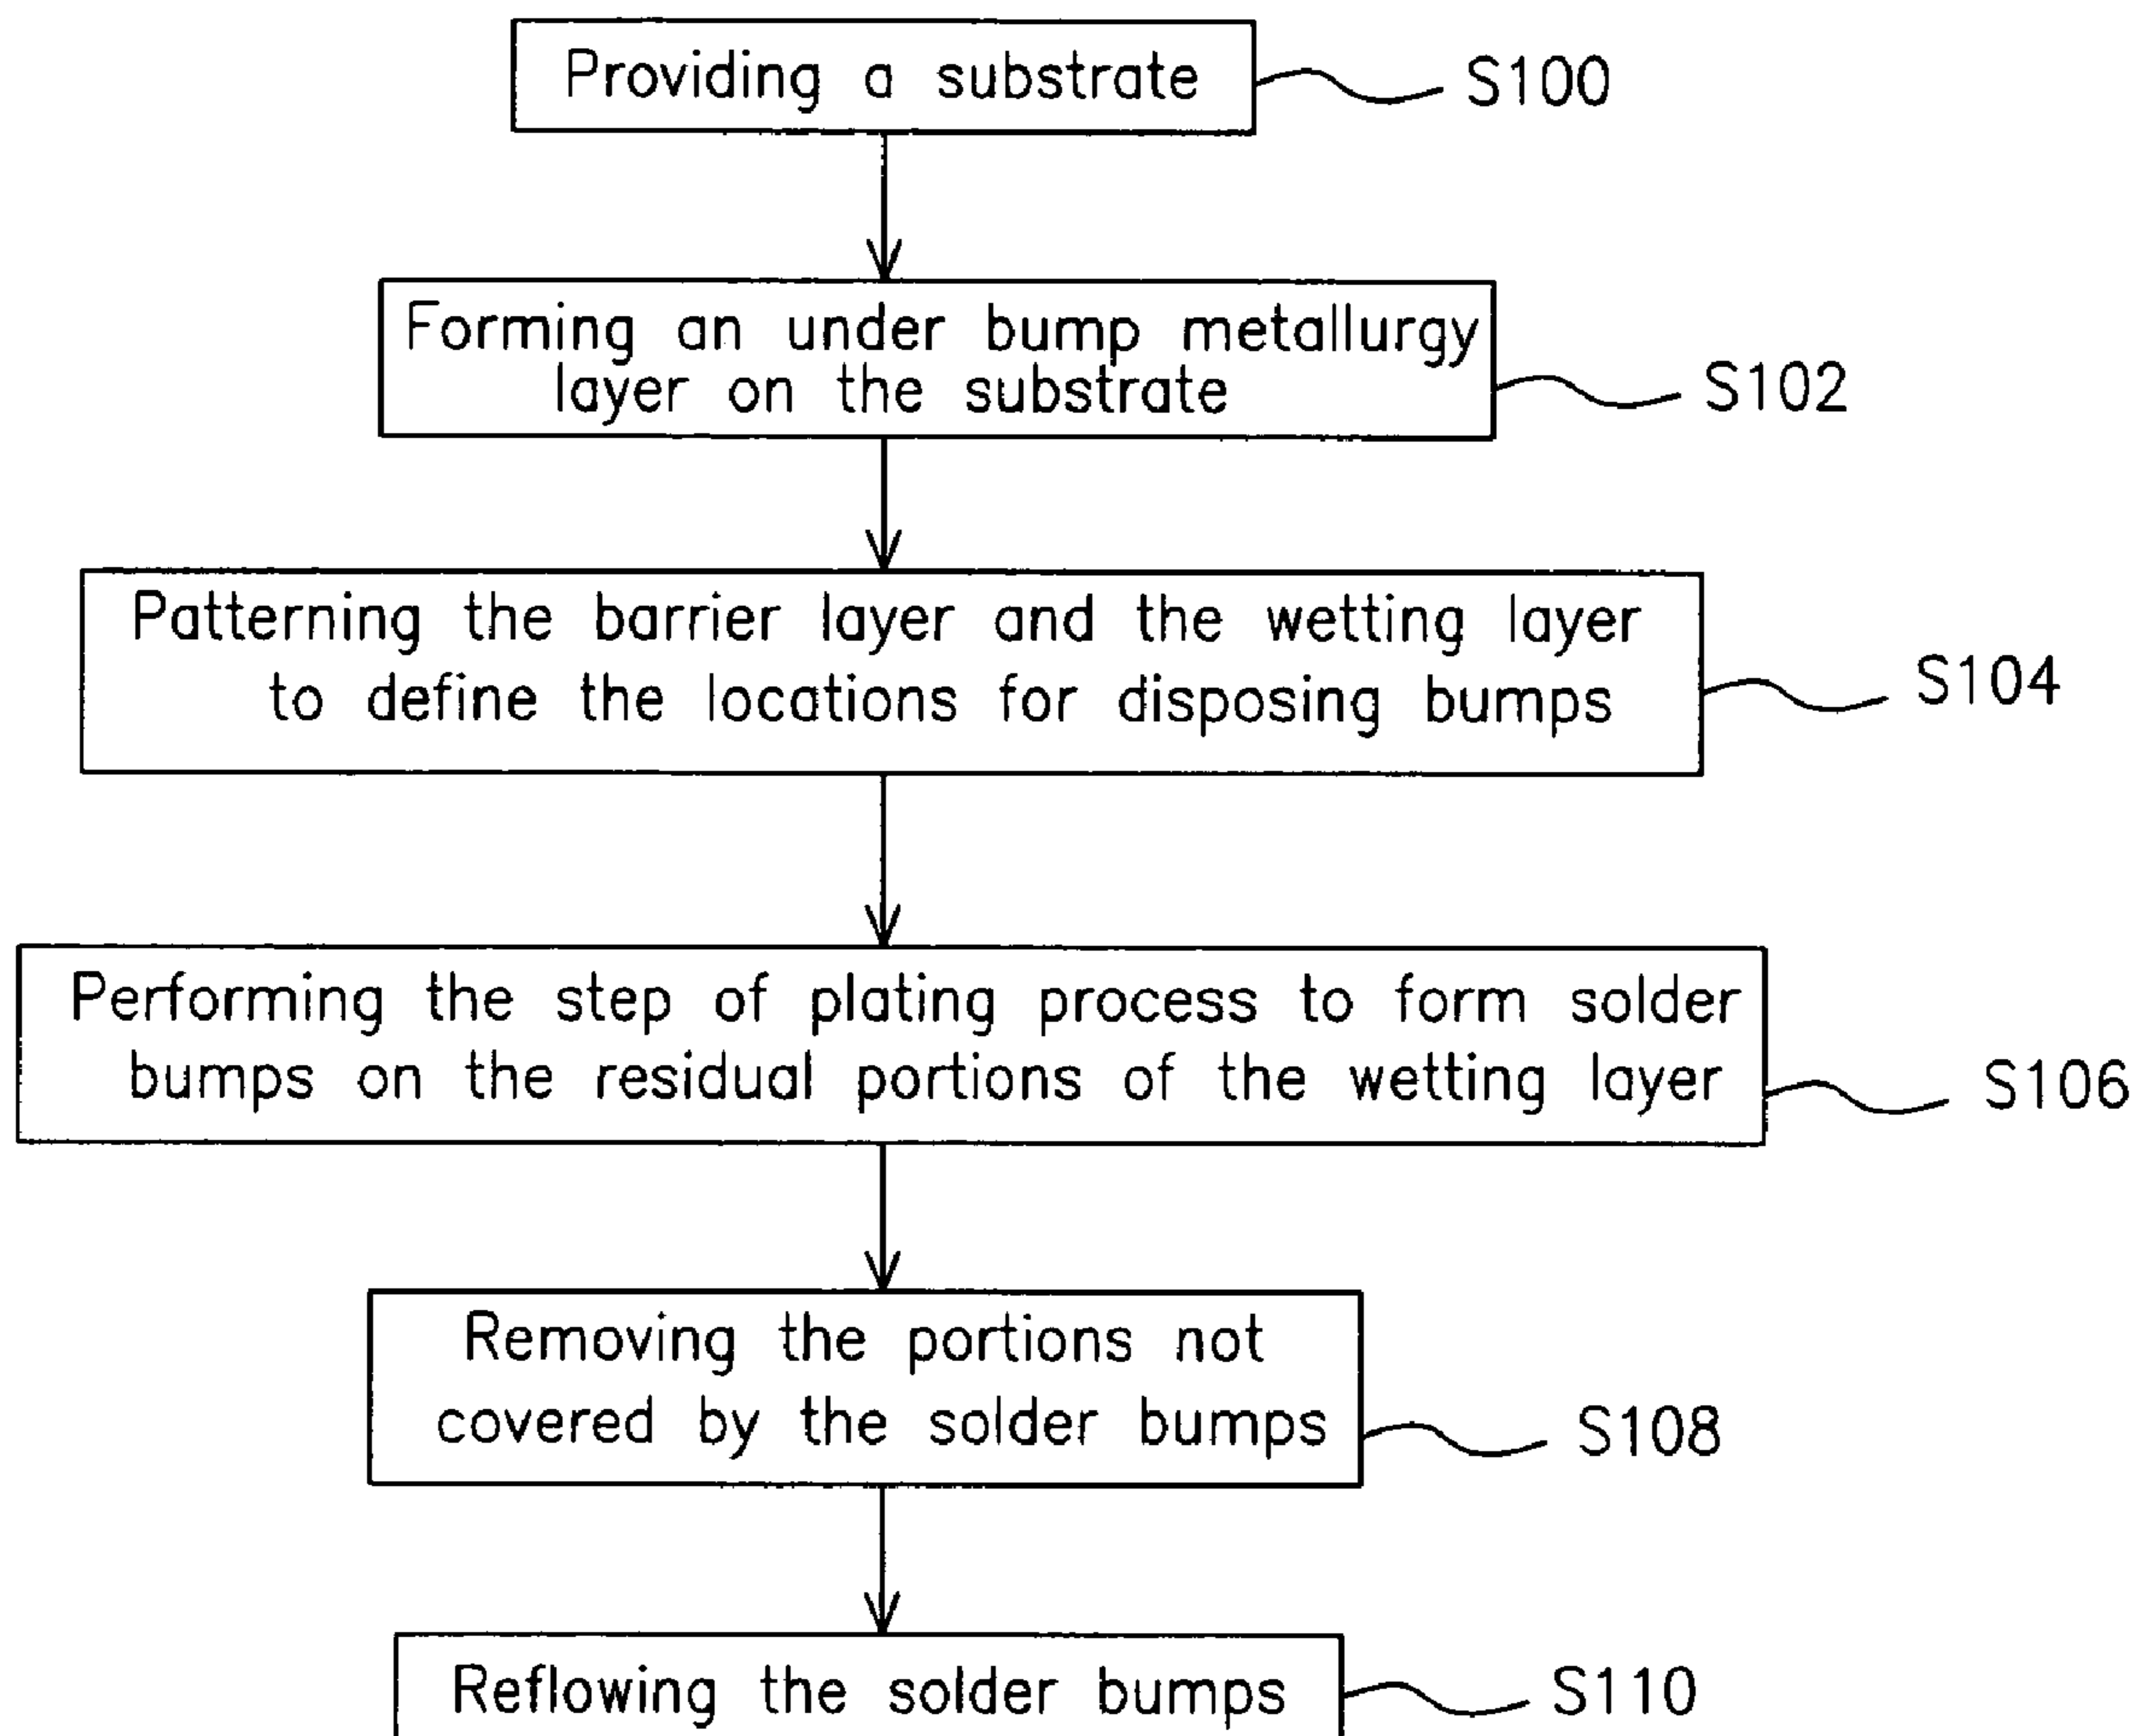 Providing a substrate
S100
Forming an under bump metallurgy
layer on the substrate
S102
Patterning the barrier layer and the wetting layer
to define the locations for disposing bumps
S104
Performing the step of plating process to form solder
bumps on the residual portions of the wetting layer
S106
Removing the portions not
covered by the solder bumps
S108
Reflowing the solder bumps
S110